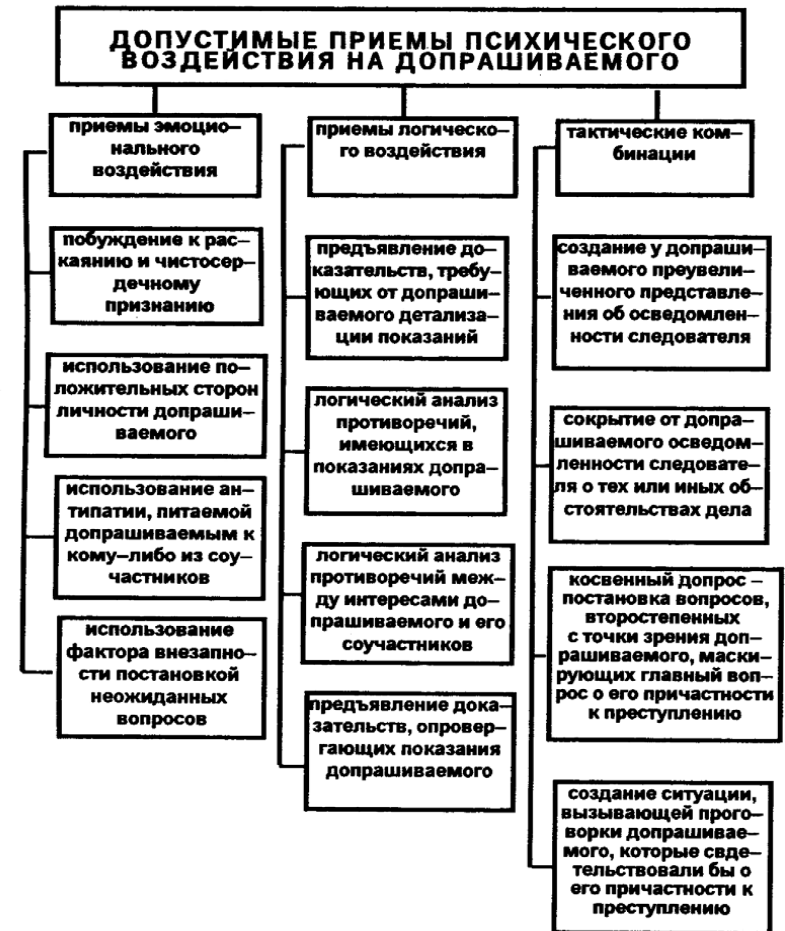 ДОПУСТИМЫЕ ПРИЕМЫ ПСИХИЧЕСКОГО
ВОЗДЕЙСТВИЯ НА ДОПРАШИВАЕМОГО
приемы эмоцио–
нального
воздействия
побуждение к рас–
каянию и чистосер–
дечному
признанию
использование по–
ложительных сторон
личности допраши–
ваемого
использование ан–
типатии, питаемой
допрашиваемым к
кому–либо из соу–
частников
использование
фактора внезапно–
сти постановкой
неожиданных
вопросов
приемы логическо–
го воздействия
предъявление до–
казательств, требу–
ющих от допраши–
ваемого детализа–
ции показаний
логический анализ
противоречий,
имеющихся в
показаниях допра–
шиваемого
логический анализ
противоречий меж–
ду интересами до–
прашиваемого и его
соучастников
предъявление дока–
зательств, опровер–
гающих показания
допрашиваемого
тактические ком–
бинации
создание у допраши–
ваемого преувели–
ченного представле–
ния об осведомлен–
ности следователя
сокрытие от допра–
шиваемого осведом–
ленности следовате–
ля о тех или иных об–
стоятельствах дела
косвенный допрос –
постановка вопросов,
второстепенных
с точки зрения доп–
рашиваемого, маски–
рующих главный воп–
рос о его причастности
к преступлению
создание ситуации,
вызывающей прого–
ворки допрашивае–
мого, которые свде–
тельствовали бы о
его причастности к
преступлению